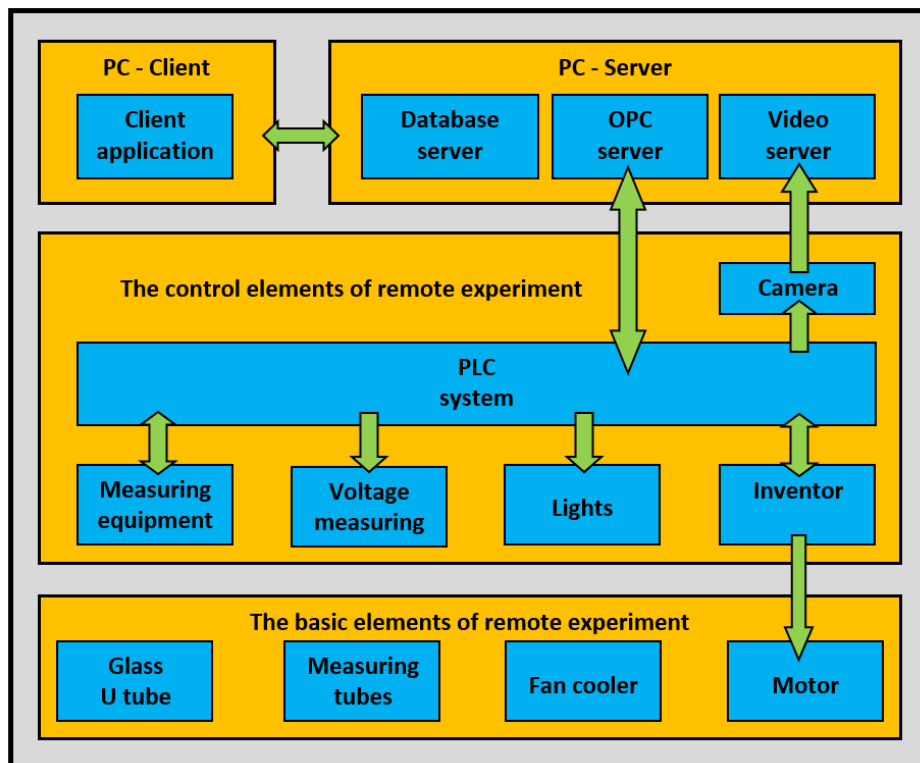 PC - Client
Client
application
PC - Server
Database
server
OPC
server
Video
server
The control elements of remote experiment
Camera
PLC
system
Measuring
equipment
Voltage
measuring
Lights
Inventor
The basic elements of remote experiment
Glass
U tube
Measuring
tubes
Fan cooler
Motor